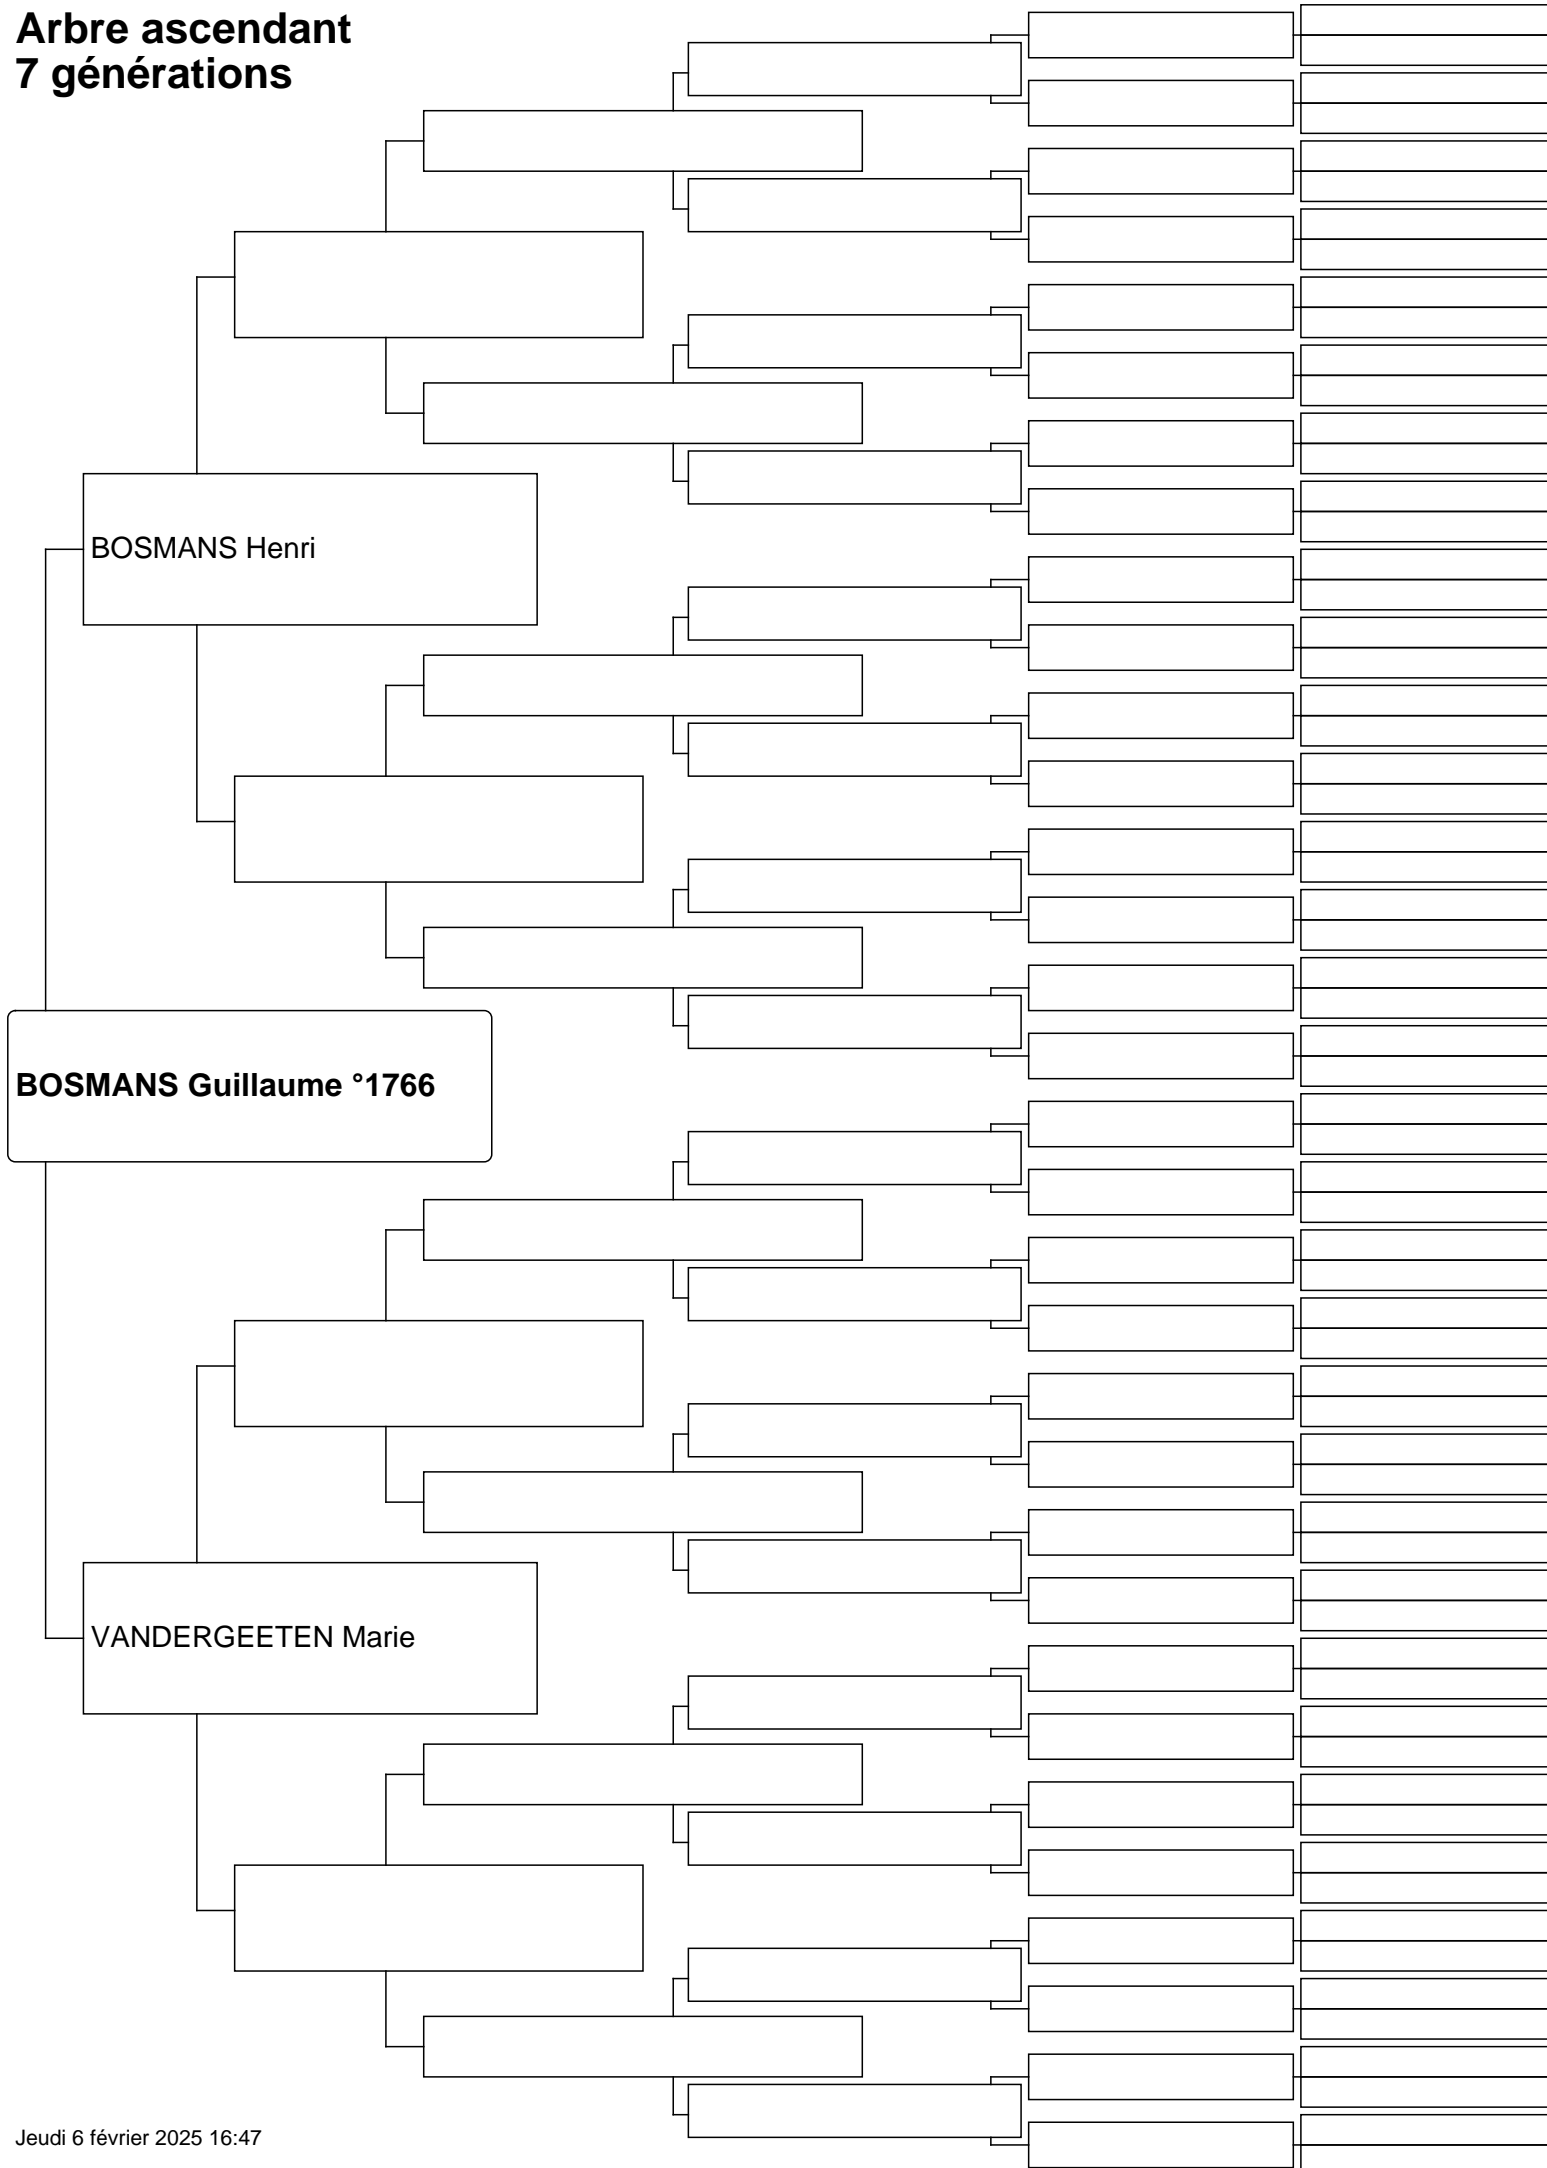 Arbre ascendant
7 générations
BOSMANS Henri
BOSMANS Guillaume °1766
VANDERGEETEN Marie
Jeudi 6 février 2025 16:47